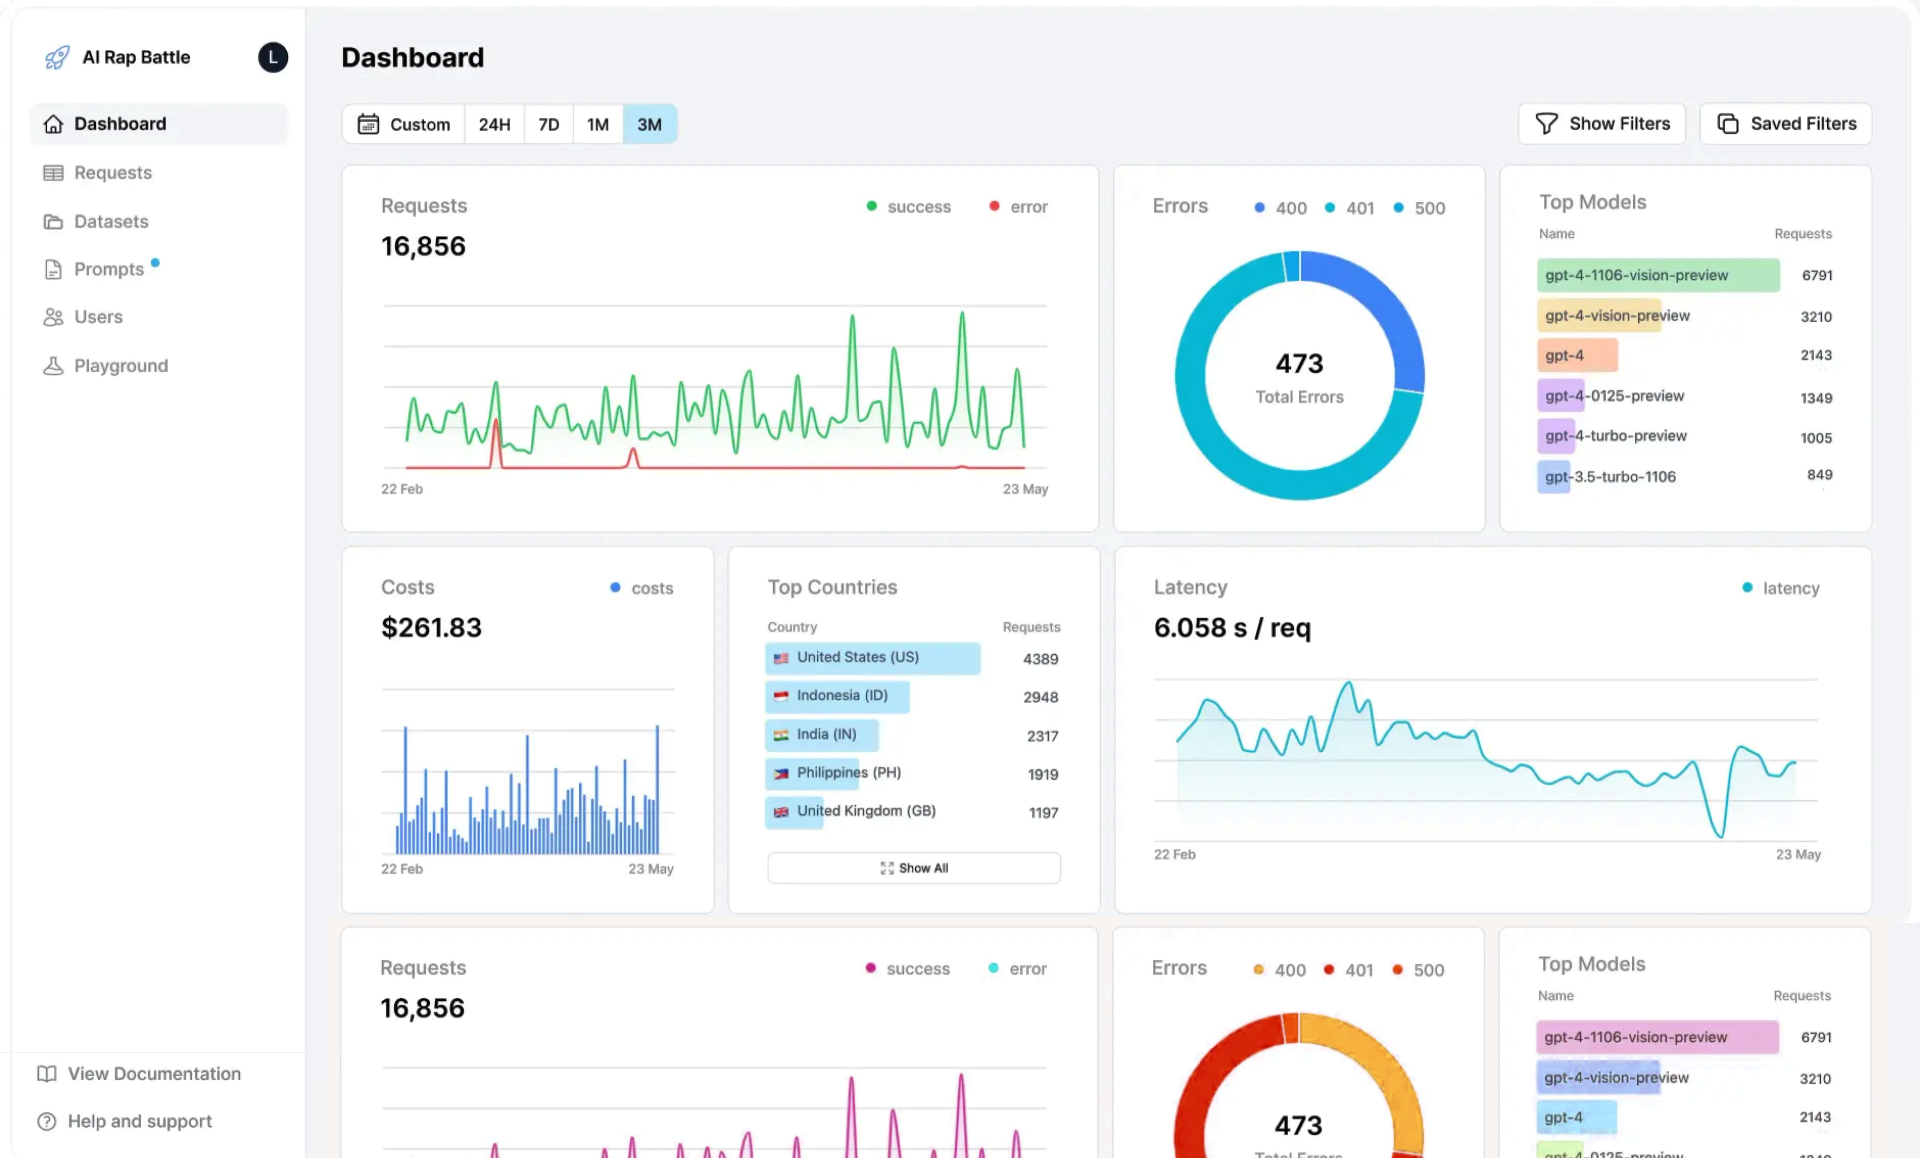 AI Rap Battle
L
Dashboard
Requests
Datasets
Prompts
Users
Playground
View Documentation
Help and support
Dashboard
Custom 24H 7D 1M 3M
Show Filters
Saved Filters
Requests
success error
16,856
22 Feb 23 May
Errors
400 401 500
473
Total Errors
Top Models
Name Requests
gpt-4-1106-vision-preview 6791
gpt-4-vision-preview 3210
gpt-4 2143
gpt-4-0125-preview 1349
gpt-4-turbo-preview 1005
gpt-3.5-turbo-1106 849
Costs
costs
$261.83
22 Feb 23 May
Top Countries
Country Requests
United States (US) 4389
Indonesia (ID) 2948
India (IN) 2317
Philippines (PH) 1919
United Kingdom (GB) 1197
Show All
Latency
latency
6.058 s / req
22 Feb 23 May
Requests
success error
16,856
Errors
400 401 500
473
Total Errors
Top Models
Name Requests
gpt-4-1106-vision-preview 6791
gpt-4-vision-preview 3210
gpt-4 2143
gpt-4-0125-preview 1349